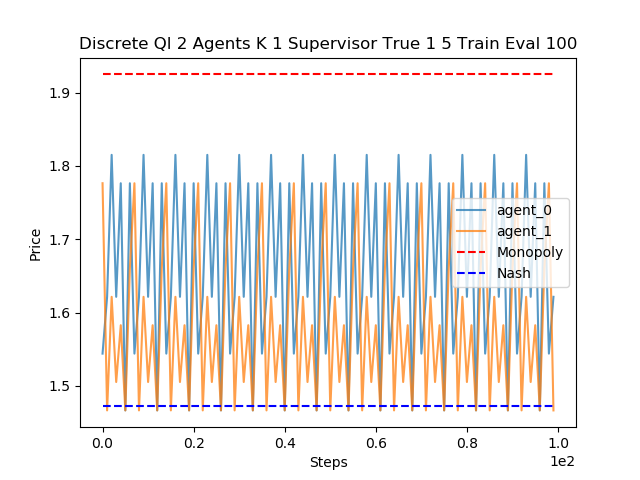 Discrete Ql 2 Agents K 1 Supervisor True 1 5 Train Eval 100
Price
1.9
1.8
1.7
1.6
1.5
agent_0
agent_1
Monopoly
Nash
0.0 0.2 0.4 0.6 0.8 1.0
1e2
Steps